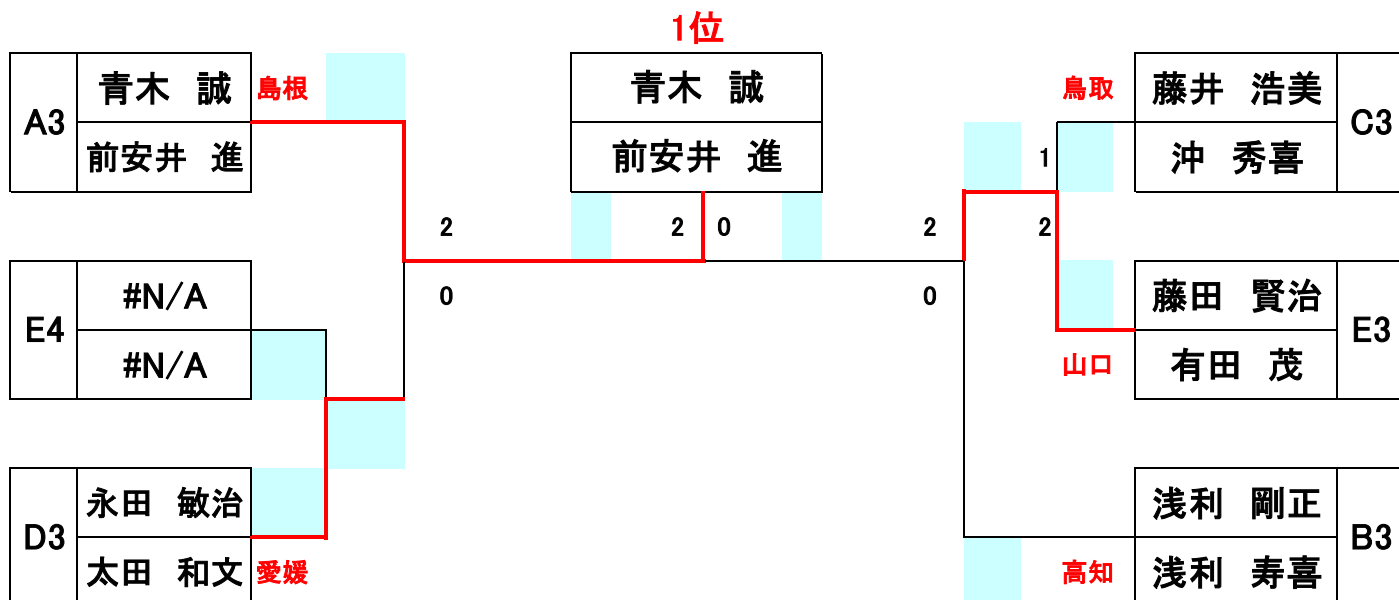 1位
A3
青木 誠
島根
前安井 進
青木 誠
前安井 進
鳥取
藤井 浩美
沖 秀喜
C3
1
2
2 0
2
2
0
0
E4
#N/A
#N/A
藤田 賢治
有田 茂
E3
山口
D3
永田 敏治
太田 和文
愛媛
浅利 剛正
浅利 寿喜
B3
高知